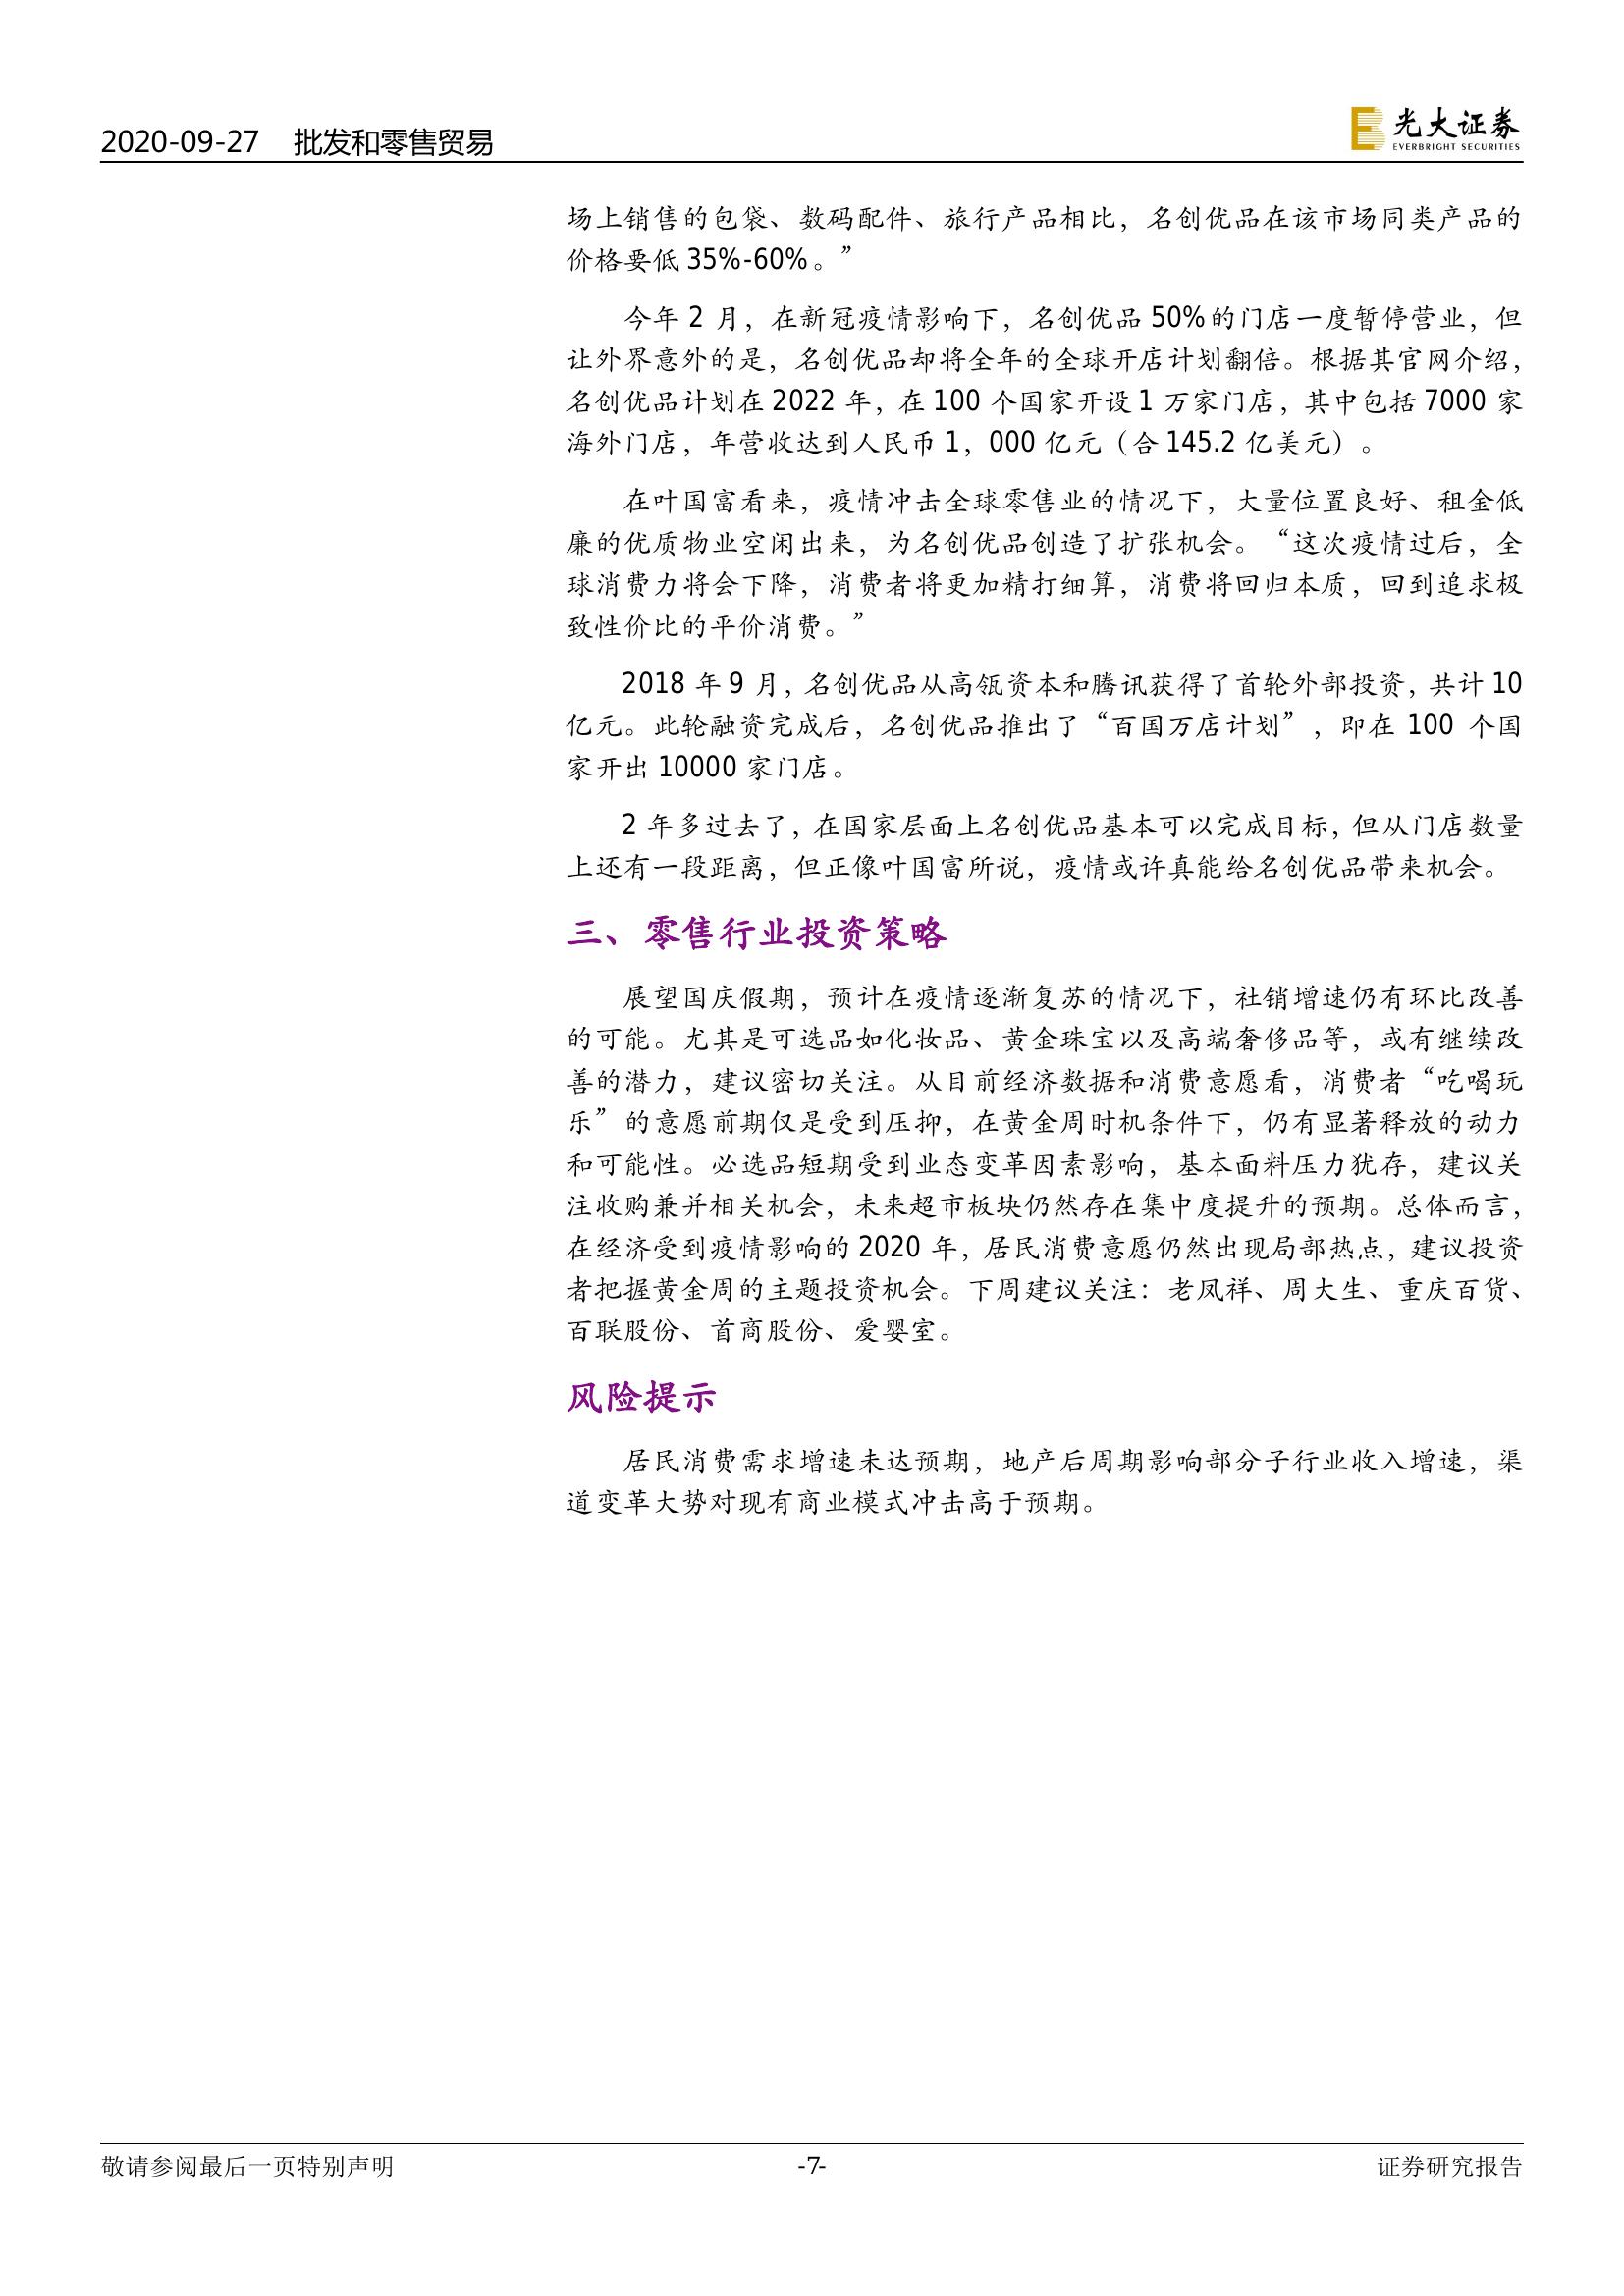 2020-09-27 批发和零售贸易
光大证券
EVERBRIGHT SECURITIES
场上销售的包袋、数码配件、旅行产品相比，名创优品在该市场同类产品的
价格要低 35%-60%。”
今年 2 月，在新冠疫情影响下，名创优品 50%的门店一度暂停营业，但
让外界意外的是，名创优品却将全年的全球开店计划翻倍。根据其官网介绍，
名创优品计划在 2022 年，在 100 个国家开设 1 万家门店，其中包括 7000 家
海外门店，年营收达到人民币 1，000 亿元（合 145.2 亿美元）。
在叶国富看来，疫情冲击全球零售业的情况下，大量位置良好、租金低
廉的优质物业空闲出来，为名创优品创造了扩张机会。“这次疫情过后，全
球消费力将会下降，消费者将更加精打细算，消费将回归本质，回到追求极
致性价比的平价消费。”
2018 年 9 月，名创优品从高瓴资本和腾讯获得了首轮外部投资，共计 10
亿元。此轮融资完成后，名创优品推出了“百国万店计划”，即在 100 个国
家开出 10000 家门店。
2 年多过去了，在国家层面上名创优品基本可以完成目标，但从门店数量
上还有一段距离，但正像叶国富所说，疫情或许真能给名创优品带来机会。
三、零售行业投资策略
展望国庆假期，预计在疫情逐渐复苏的情况下，社销增速仍有环比改善
的可能。尤其是可选品如化妆品、黄金珠宝以及高端奢侈品等，或有继续改
善的潜力，建议密切关注。从目前经济数据和消费意愿看，消费者“吃喝玩
乐”的意愿前期仅是受到压抑，在黄金周时机条件下，仍有显著释放的动力
和可能性。必选品短期受到业态变革因素影响，基本面料压力犹存，建议关
注收购兼并相关机会，未来超市板块仍然存在集中度提升的预期。总体而言，
在经济受到疫情影响的 2020 年，居民消费意愿仍然出现局部热点，建议投资
者把握黄金周的主题投资机会。下周建议关注：老凤祥、周大生、重庆百货、
百联股份、首商股份、爱婴室。
风险提示
居民消费需求增速未达预期，地产后周期影响部分子行业收入增速，渠
道变革大势对现有商业模式冲击高于预期。
敬请参阅最后一页特别声明 -7- 证券研究报告